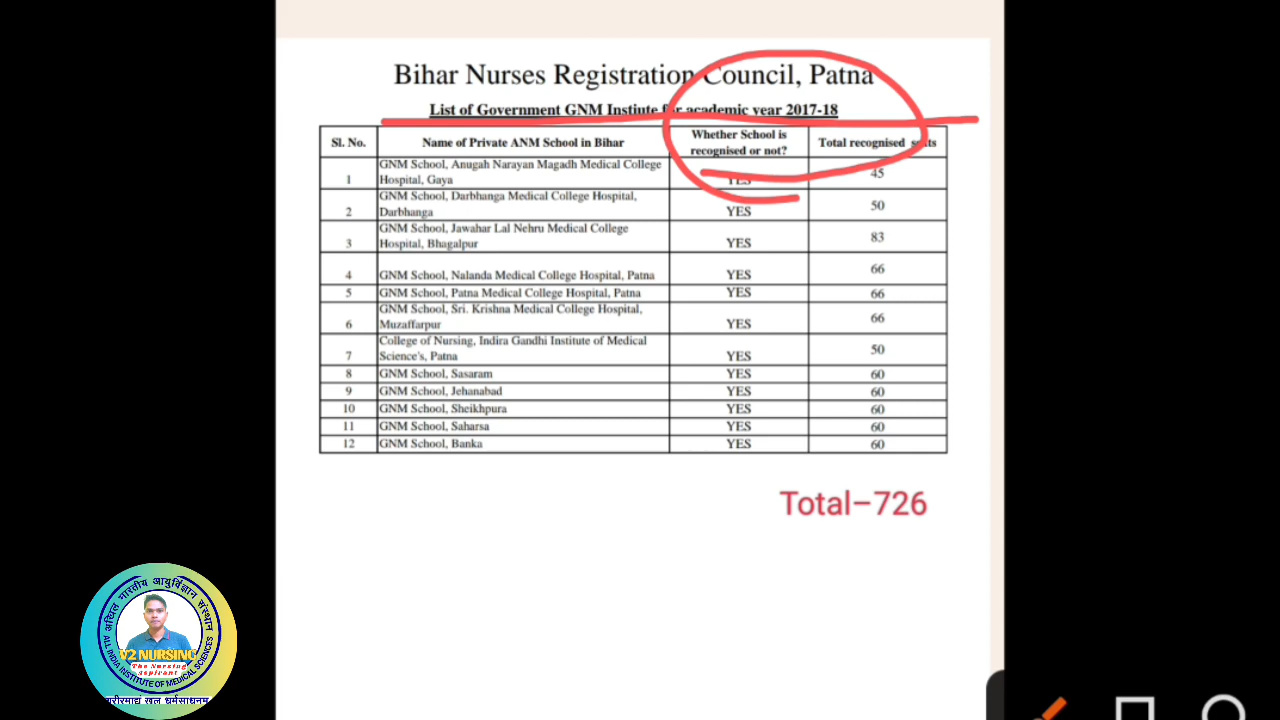 Bihar Nurses Registration Council, Patna
List of Government GNM Instiute for academic year 2017-18
Sl. No. Name of Private ANM School in Bihar Whether School is recognised or not? Total recognised seats
1 GNM School, Anugah Narayan Magadh Medical College Hospital, Gaya YES 45
2 GNM School, Darbhanga Medical College Hospital, Darbhanga YES 50
3 GNM School, Jawahar Lal Nehru Medical College Hospital, Bhagalpur YES 83
4 GNM School, Nalanda Medical College Hospital, Patna YES 66
5 GNM School, Patna Medical College Hospital, Patna YES 66
6 GNM School, Sri. Krishna Medical College Hospital, Muzaffarpur YES 66
7 College of Nursing, Indira Gandhi Institute of Medical Science's, Patna YES 50
8 GNM School, Sasaram YES 60
9 GNM School, Jehanabad YES 60
10 GNM School, Sheikhpura YES 60
11 GNM School, Saharsa YES 60
12 GNM School, Banka YES 60
Total–726
अखिल भारतीय आयुर्विज्ञान संस्थान
V2 NURSING
The Nursing
Aspirant
ALL INDIA INSTITUTE OF MEDICAL SCIENCES